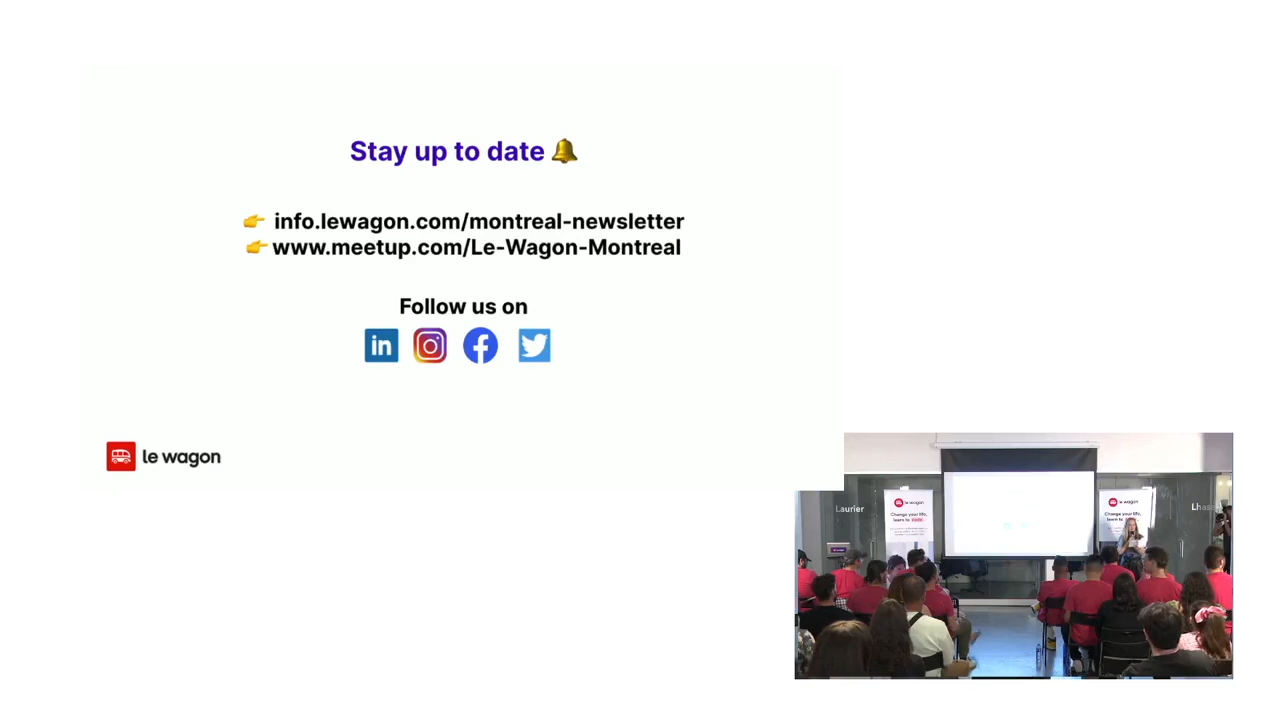 Stay up to date
info.lewagon.com/montreal-newsletter
www.meetup.com/Le-Wagon-Montreal
Follow us on
in
le wagon
Laurier
le wagon
Change your life,
learn to code
le wagon
Change your life,
learn to
Lhas